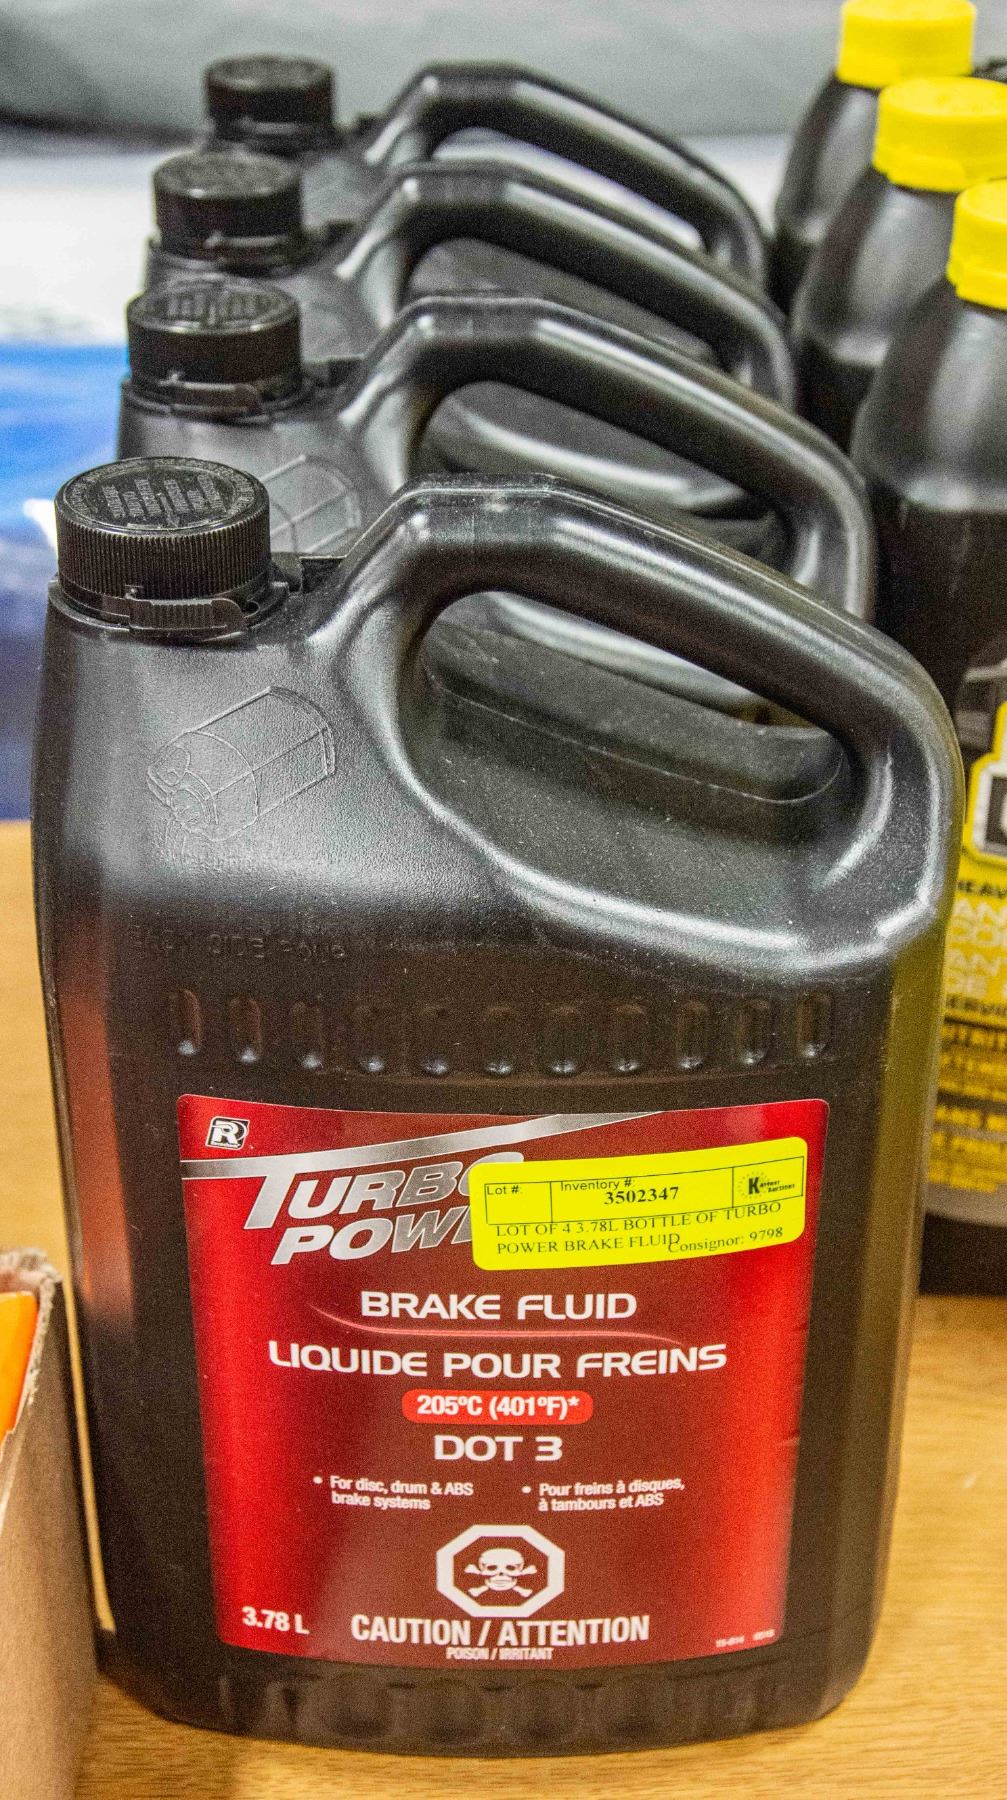 R
TURBO
POWE
Lot #:
Inventory #:
3502347
LOT OF 4 3.78L BOTTLE OF TURBO
POWER BRAKE FLUID
Consignor: 9798
BRAKE FLUID
LIQUIDE POUR FREINS
205°C (401°F)*
DOT 3
• For disc, drum & ABS
brake systems
• Pour freins à disques,
à tambours et ABS
3.78 L
CAUTION / ATTENTION
POISON / IRRITANT
HEAV